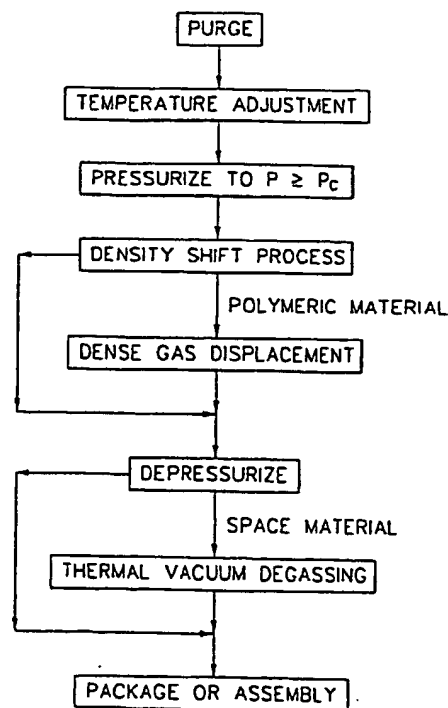 PURGE
TEMPERATURE ADJUSTMENT
PRESSURIZE TO P ≥ Pc
DENSITY SHIFT PROCESS
POLYMERIC MATERIAL
DENSE GAS DISPLACEMENT
DEPRESSURIZE
SPACE MATERIAL
THERMAL VACUUM DEGASSING
PACKAGE OR ASSEMBLY